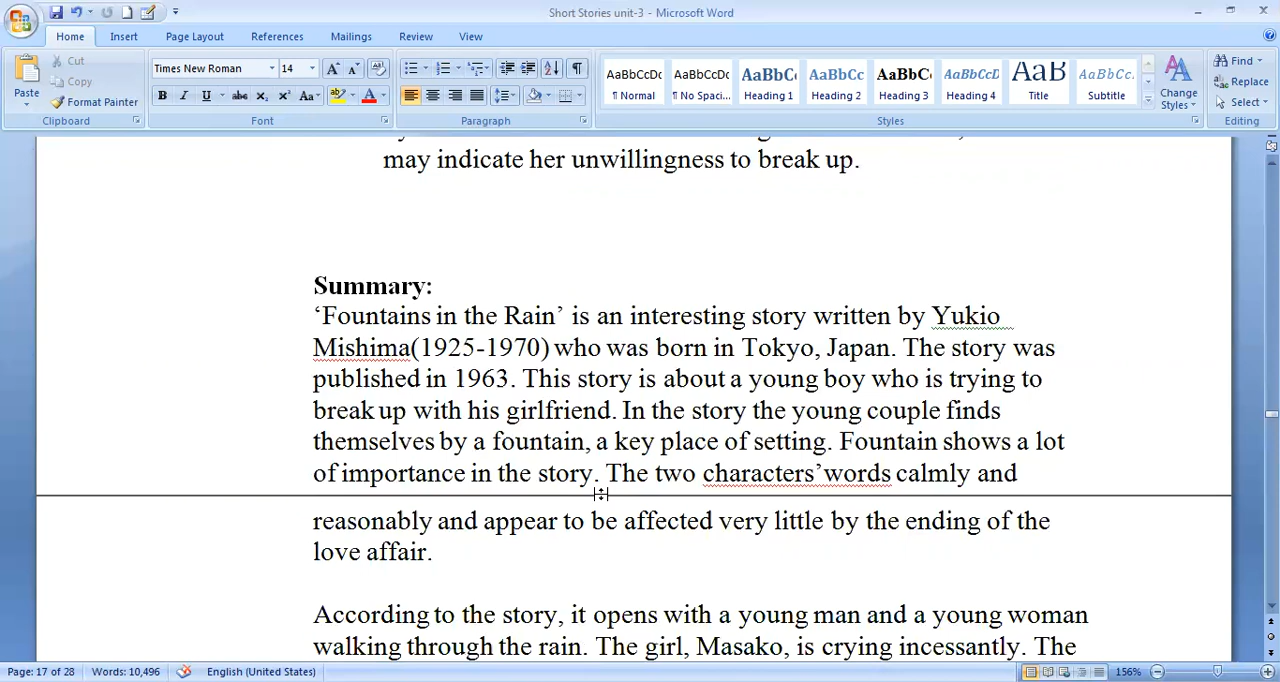 Short Stories unit-3 - Microsoft Word
Home Insert Page Layout References Mailings Review View
Paste
Cut
Copy
Format Painter
Times New Roman 14
B I U abc X₂ X² Aa A
AaBbCcDc AaBbCcDc AaBbC AaBbCc AaBbCc AaBbCcD AaB AaBbCc.
¶ Normal ¶ No Spaci... Heading 1 Heading 2 Heading 3 Heading 4 Title Subtitle
Change Styles
Find
Replace
Select
Clipboard Font Paragraph Styles Editing
may indicate her unwillingness to break up.
Summary:
‘Fountains in the Rain’ is an interesting story written by Yukio
Mishima(1925-1970) who was born in Tokyo, Japan. The story was
published in 1963. This story is about a young boy who is trying to
break up with his girlfriend. In the story the young couple finds
themselves by a fountain, a key place of setting. Fountain shows a lot
of importance in the story. The two characters’words calmly and
reasonably and appear to be affected very little by the ending of the
love affair.
According to the story, it opens with a young man and a young woman
walking through the rain. The girl, Masako, is crying incessantly. The
Page: 17 of 28 Words: 10,496 English (United States) 156%